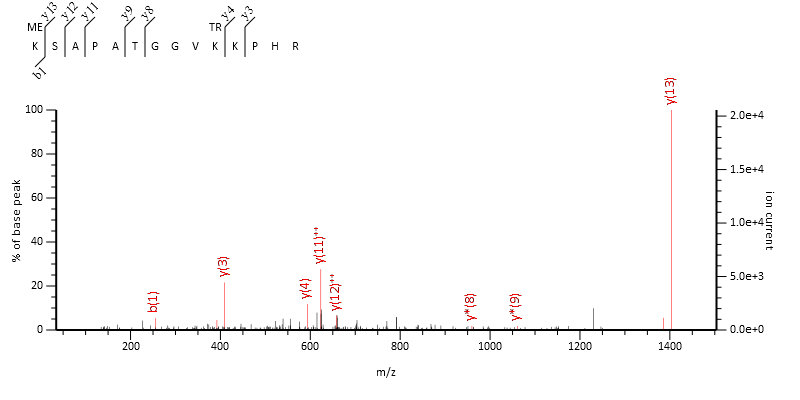 y13 y12 y11 y9 y8 y4 y3
ME TR
K S A P A T G G V K K P H R
b1
% of base peak
100
80
60
40
20
0
b(1)
y(3)
y(4)
y(11)++
y(12)++
y*(8)
y*(9)
y(13)
2.0e+4
1.5e+4
1.0e+4
5.0e+3
0.0e+0
ion current
200 400 600 800 1000 1200 1400
m/z